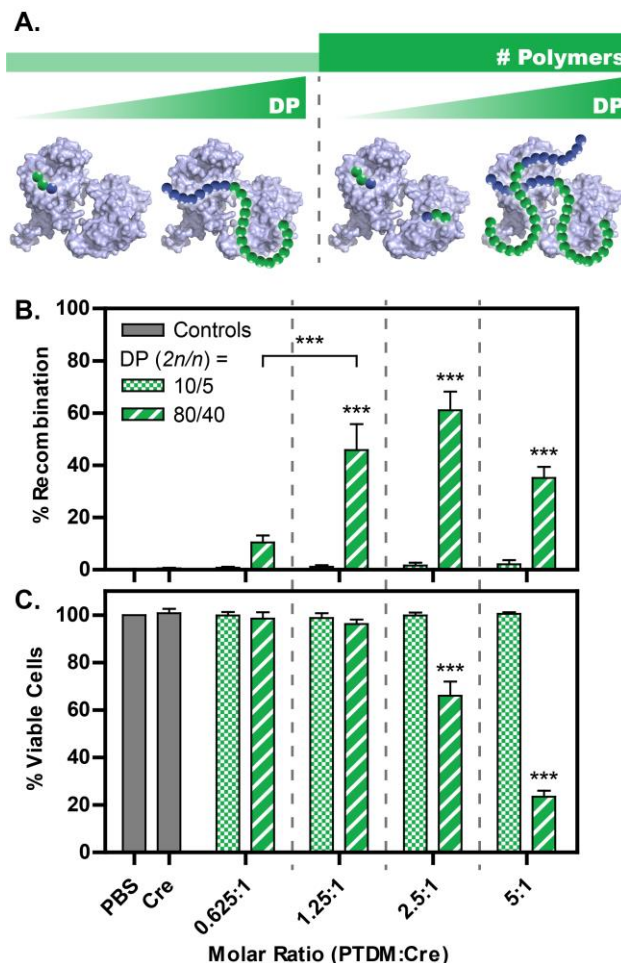 A.
# Polymers
DP
DP
B.
100
80
60
40
20
0
% Recombination
Controls
DP (2n/n) =
10/5
80/40
***
***
***
***
C.
100
80
60
40
20
0
% Viable Cells
***
***
PBS
Cre
0.625:1
1.25:1
2.5:1
5:1
Molar Ratio (PTDM:Cre)